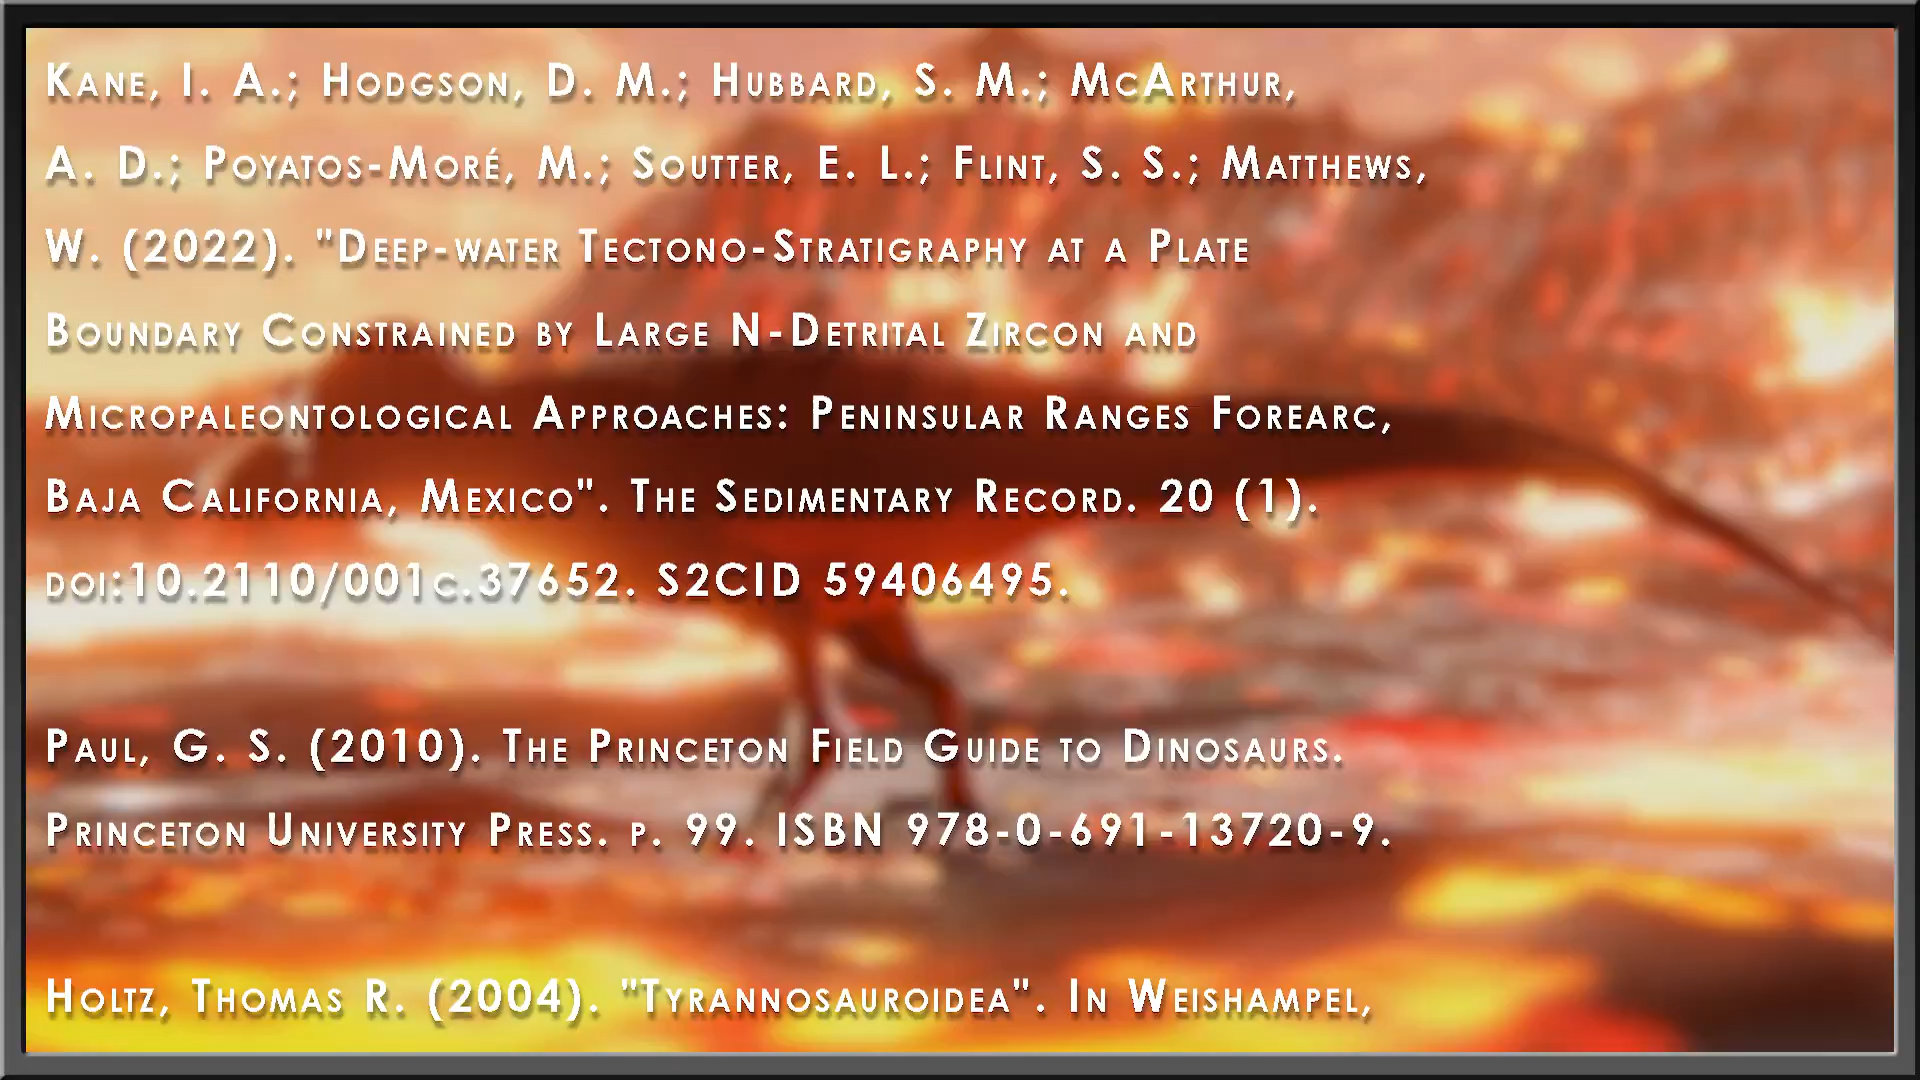 Kane, I. A.; Hodgson, D. M.; Hubbard, S. M.; McArthur,
A. D.; Poyatos-Moré, M.; Soutter, E. L.; Flint, S. S.; Matthews,
W. (2022). "Deep-water Tectono-Stratigraphy at a Plate
Boundary Constrained by Large N-Detrital Zircon and
Micropaleontological Approaches: Peninsular Ranges Forearc,
Baja California, Mexico". The Sedimentary Record. 20 (1).
doi:10.2110/001c.37652. S2CID 59406495.
Paul, G. S. (2010). The Princeton Field Guide to Dinosaurs.
Princeton University Press. p. 99. ISBN 978-0-691-13720-9.
Holtz, Thomas R. (2004). "Tyrannosauroidea". In Weishampel,